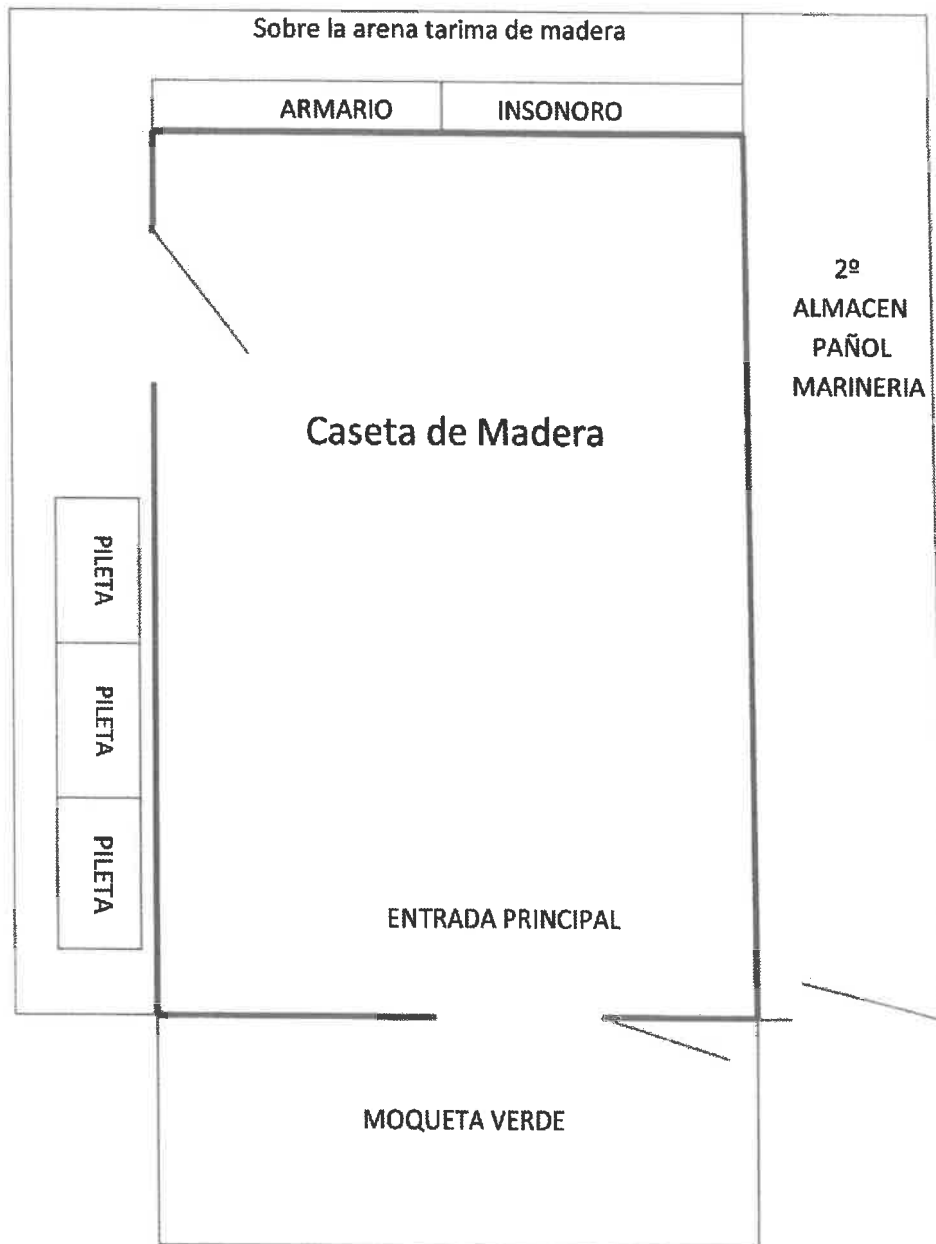 Sobre la arena tarima de madera
ARMARIO
INSONORO
2º
ALMACEN
PAÑOL
MARINERIA
Caseta de Madera
PILETA
PILETA
PILETA
ENTRADA PRINCIPAL
MOQUETA VERDE